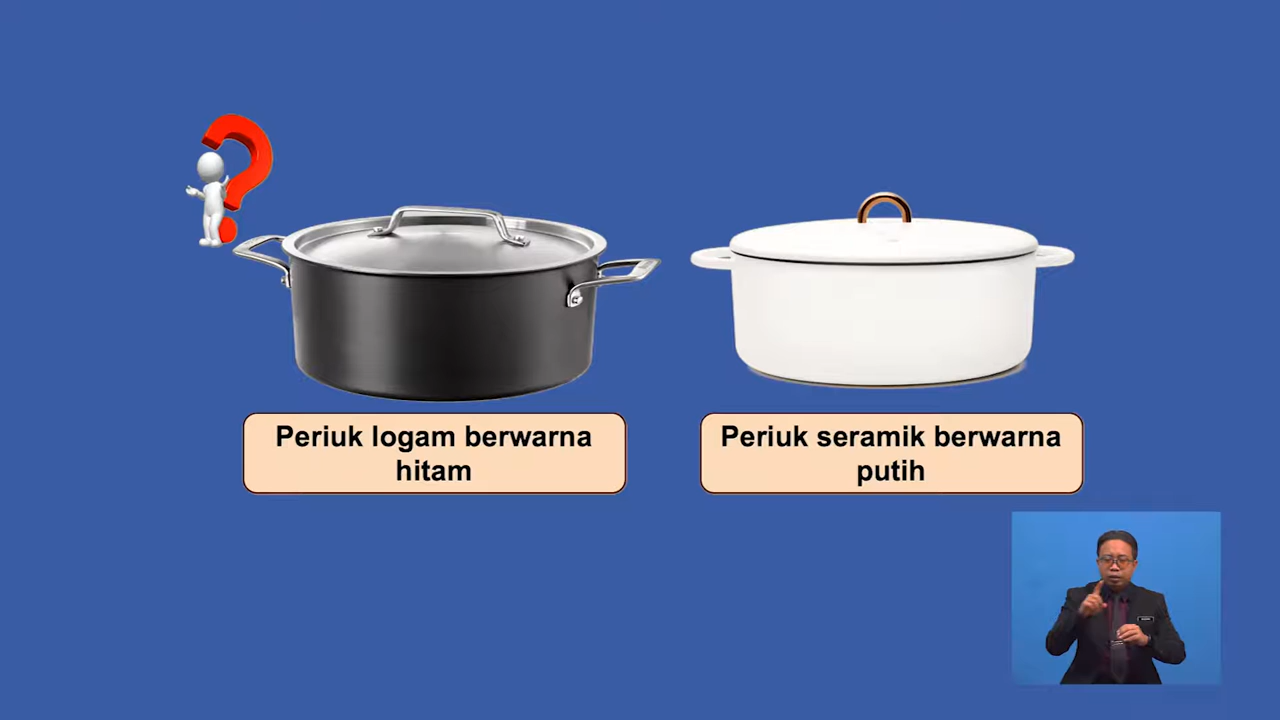 Periuk logam berwarna
hitam
Periuk seramik berwarna
putih